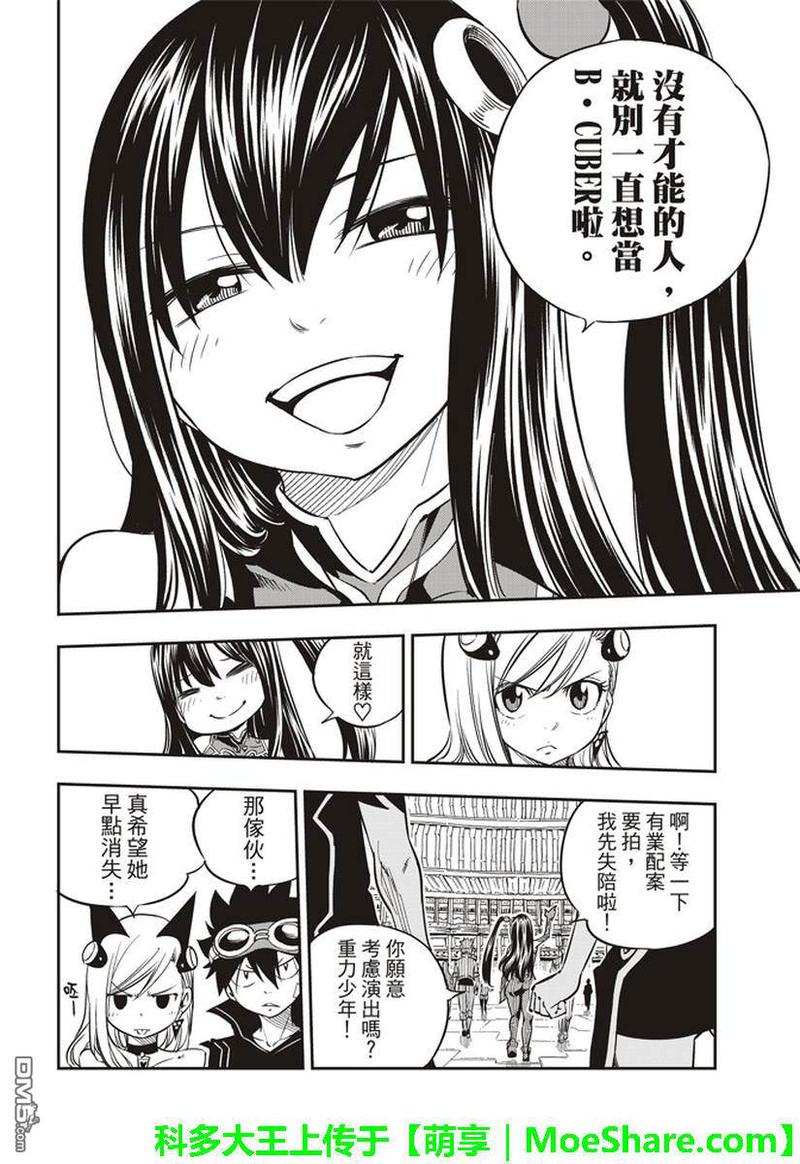 沒有才能的人，
就別一直想當
B・CUBER啦。
就這樣♡
啊！等一下
有業配案
要拍，
我先失陪啦！
你願意
考慮演出嗎？
重力少年！
那傢伙…
真希望她
早點消失…
呸ー
DM5.com
科多大王上传于【萌享｜MoeShare.com】